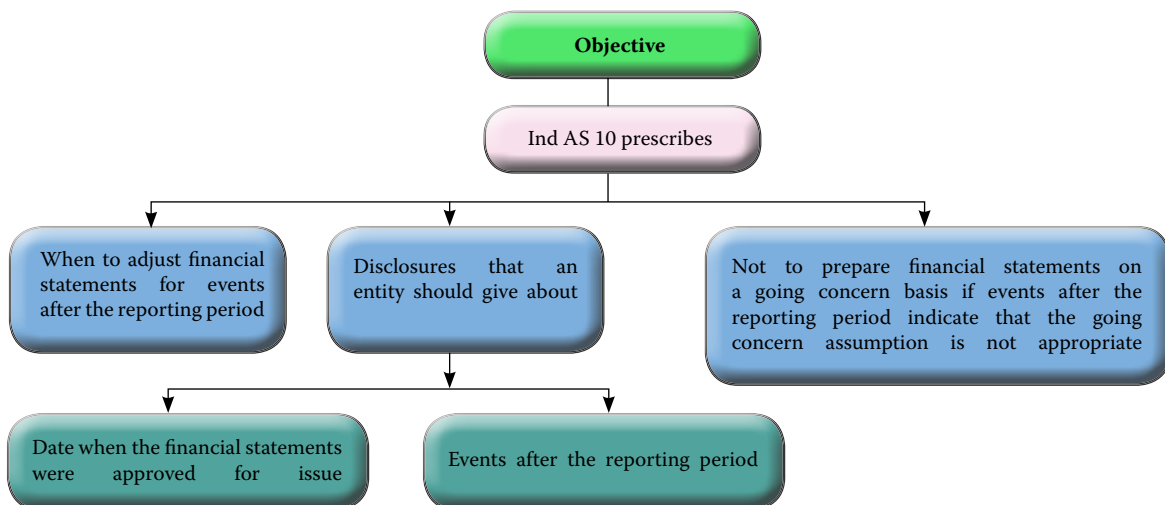 Objective
Ind AS 10 prescribes
When to adjust financial
statements for events
after the reporting period
Disclosures that an
entity should give about
Not to prepare financial statements on
a going concern basis if events after the
reporting period indicate that the going
concern assumption is not appropriate
Date when the financial statements
were approved for issue
Events after the reporting period